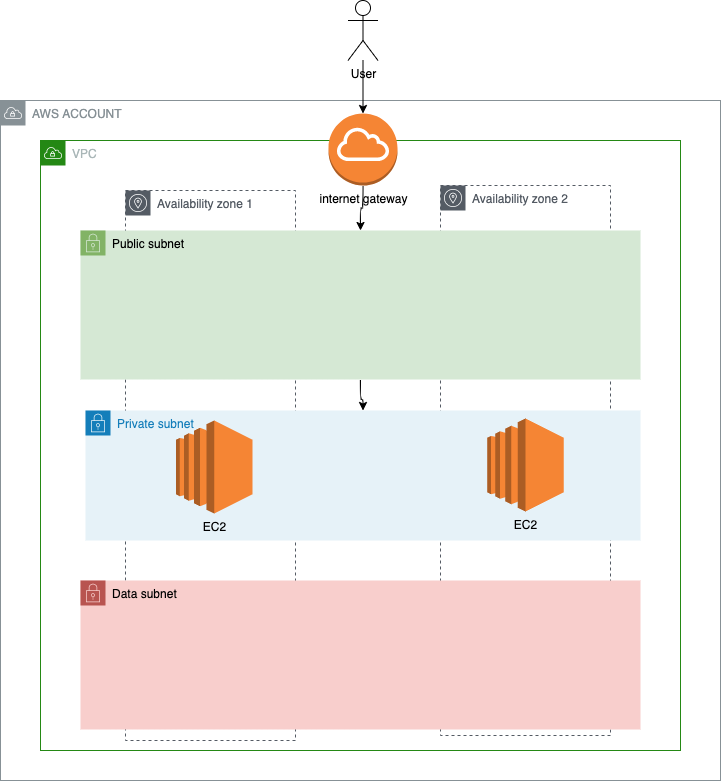 User
AWS ACCOUNT
VPC
internet gateway
Availability zone 1
Availability zone 2
Public subnet
Private subnet
EC2
EC2
Data subnet